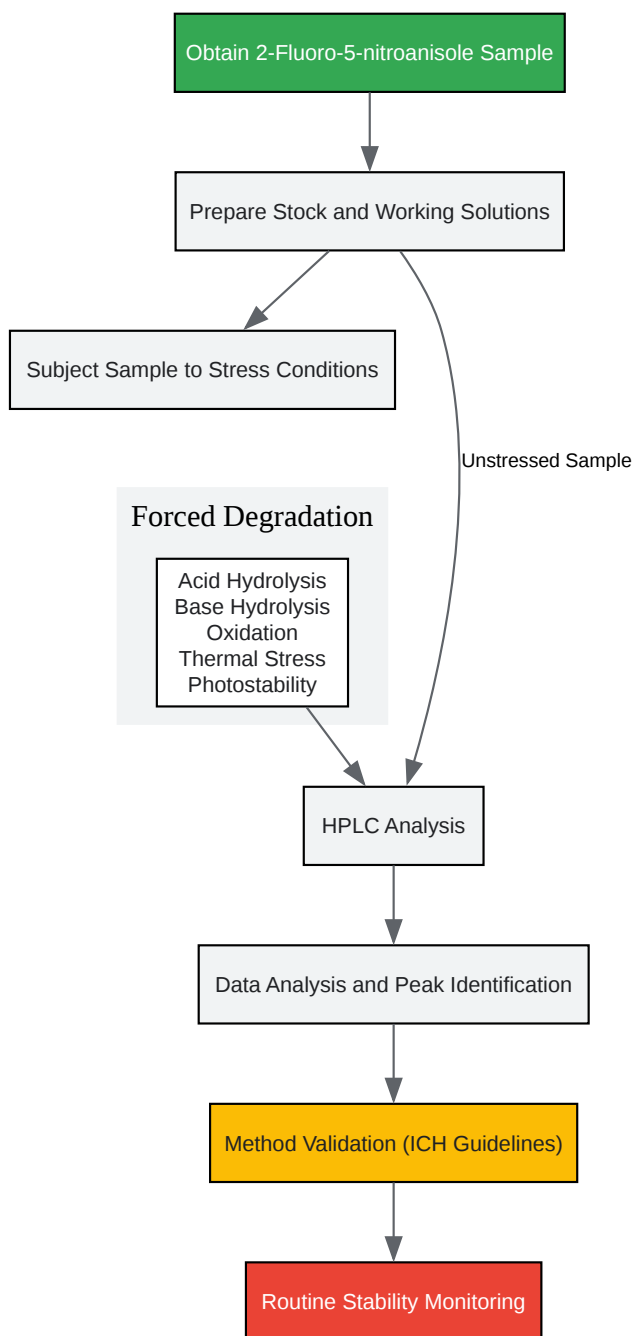 Obtain 2-Fluoro-5-nitroanisole Sample
Prepare Stock and Working Solutions
Subject Sample to Stress Conditions
Unstressed Sample
Forced Degradation
Acid Hydrolysis
Base Hydrolysis
Oxidation
Thermal Stress
Photostability
HPLC Analysis
Data Analysis and Peak Identification
Method Validation (ICH Guidelines)
Routine Stability Monitoring